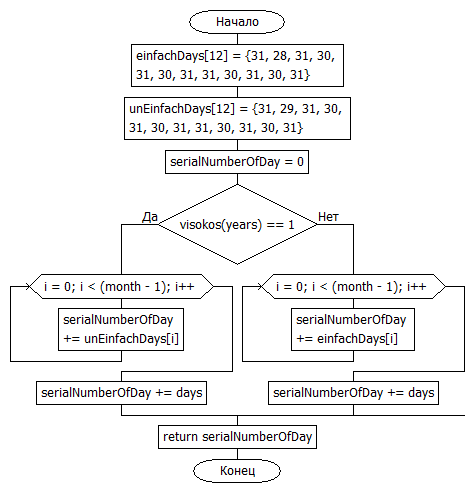 Начало
einfachDays[12] = {31, 28, 31, 30,
31, 30, 31, 31, 30, 31, 30, 31}
unEinfachDays[12] = {31, 29, 31, 30,
31, 30, 31, 31, 30, 31, 30, 31}
serialNumberOfDay = 0
visokos(years) == 1
Да
Нет
i = 0; i < (month - 1); i++
serialNumberOfDay
+= unEinfachDays[i]
serialNumberOfDay += days
i = 0; i < (month - 1); i++
serialNumberOfDay
+= einfachDays[i]
serialNumberOfDay += days
return serialNumberOfDay
Конец